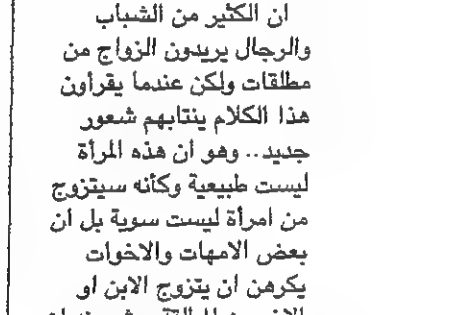 ان الكثير من الشباب
والرجال يريدون الزواج من
مطلقات ولكن عندما يقرأون
هذا الكلام ينتابهم شعور
جديد.. وهو ان هذه المرأة
ليست طبيعية وكأنه سيتزوج
من امرأة ليست سوية بل ان
بعض الامهات والاخوات
يكرهن ان يتزوج الابن او